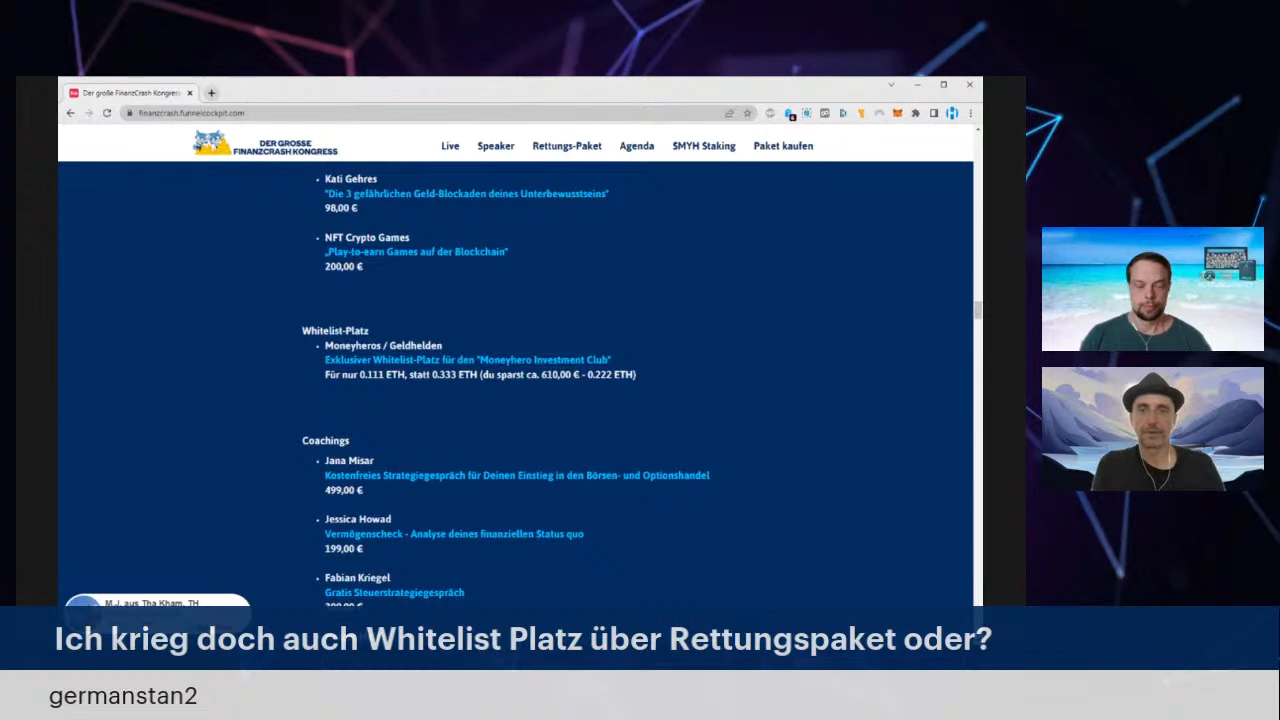 Der große FinanzCrash Kongress
finanzcrash.funnelcockpit.com
DER GROSSE
FINANZCRASH KONGRESS
Live Speaker Rettungs-Paket Agenda $MYH Staking Paket kaufen
Kati Gehres
"Die 3 gefährlichen Geld-Blockaden deines Unterbewusstseins"
98,00 €
NFT Crypto Games
„Play-to-earn Games auf der Blockchain"
200,00 €
Whitelist-Platz
Moneyheros / Geldhelden
Exklusiver Whitelist-Platz für den "Moneyhero Investment Club"
Für nur 0.111 ETH, statt 0.333 ETH (du sparst ca. 610,00 € - 0.222 ETH)
Coachings
Jana Misar
Kostenfreies Strategiegespräch für Deinen Einstieg in den Börsen- und Optionshandel
499,00 €
Jessica Howad
Vermögenscheck - Analyse deines finanziellen Status quo
199,00 €
Fabian Kriegel
Gratis Steuerstrategiegespräch
M.J. aus Tha Kham, TH
Ich krieg doch auch Whitelist Platz über Rettungspaket oder?
germanstan2